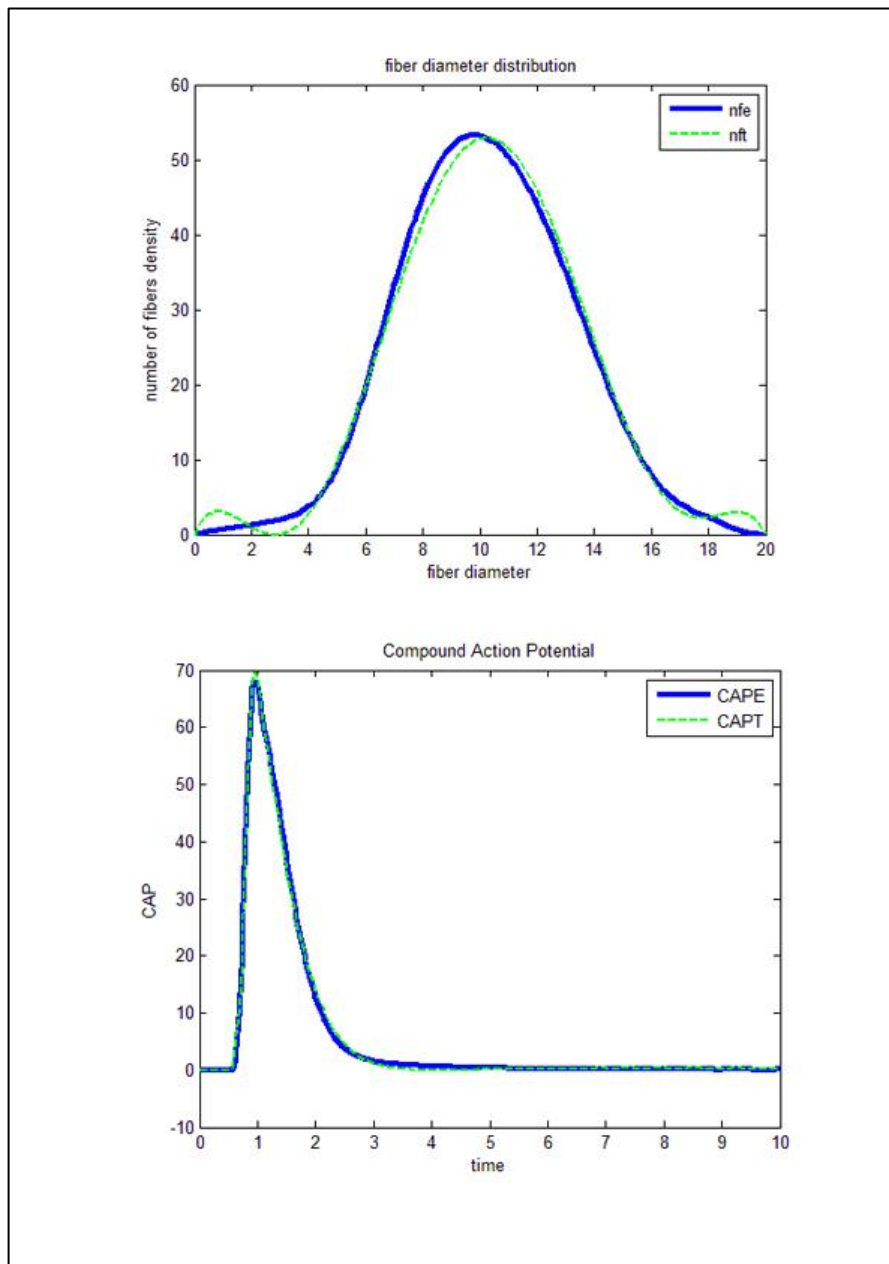 fiber diameter distribution
60
50
40
30
20
10
0
number of fibers density
nfe
nft
0 2 4 6 8 10 12 14 16 18 20
fiber diameter
Compound Action Potential
70
60
50
40
30
20
10
0
-10
CAP
CAPE
CAPT
0 1 2 3 4 5 6 7 8 9 10
time